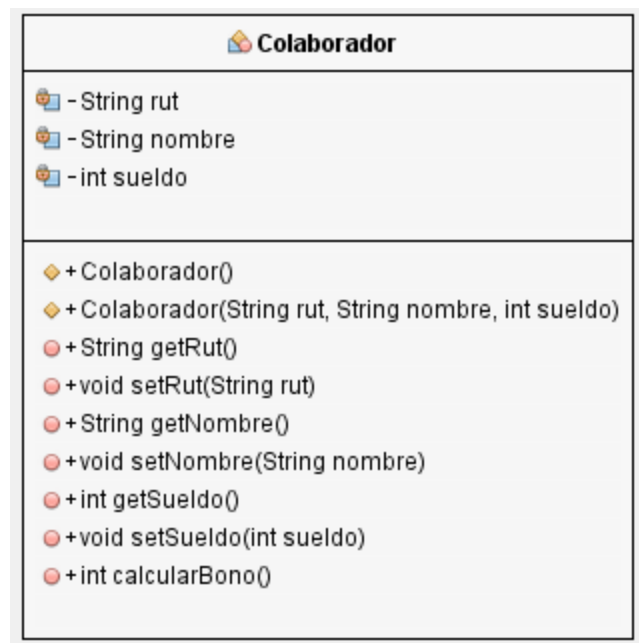 Colaborador
- String rut
- String nombre
- int sueldo
+ Colaborador()
+ Colaborador(String rut, String nombre, int sueldo)
+ String getRut()
+ void setRut(String rut)
+ String getNombre()
+ void setNombre(String nombre)
+ int getSueldo()
+ void setSueldo(int sueldo)
+ int calcularBono()